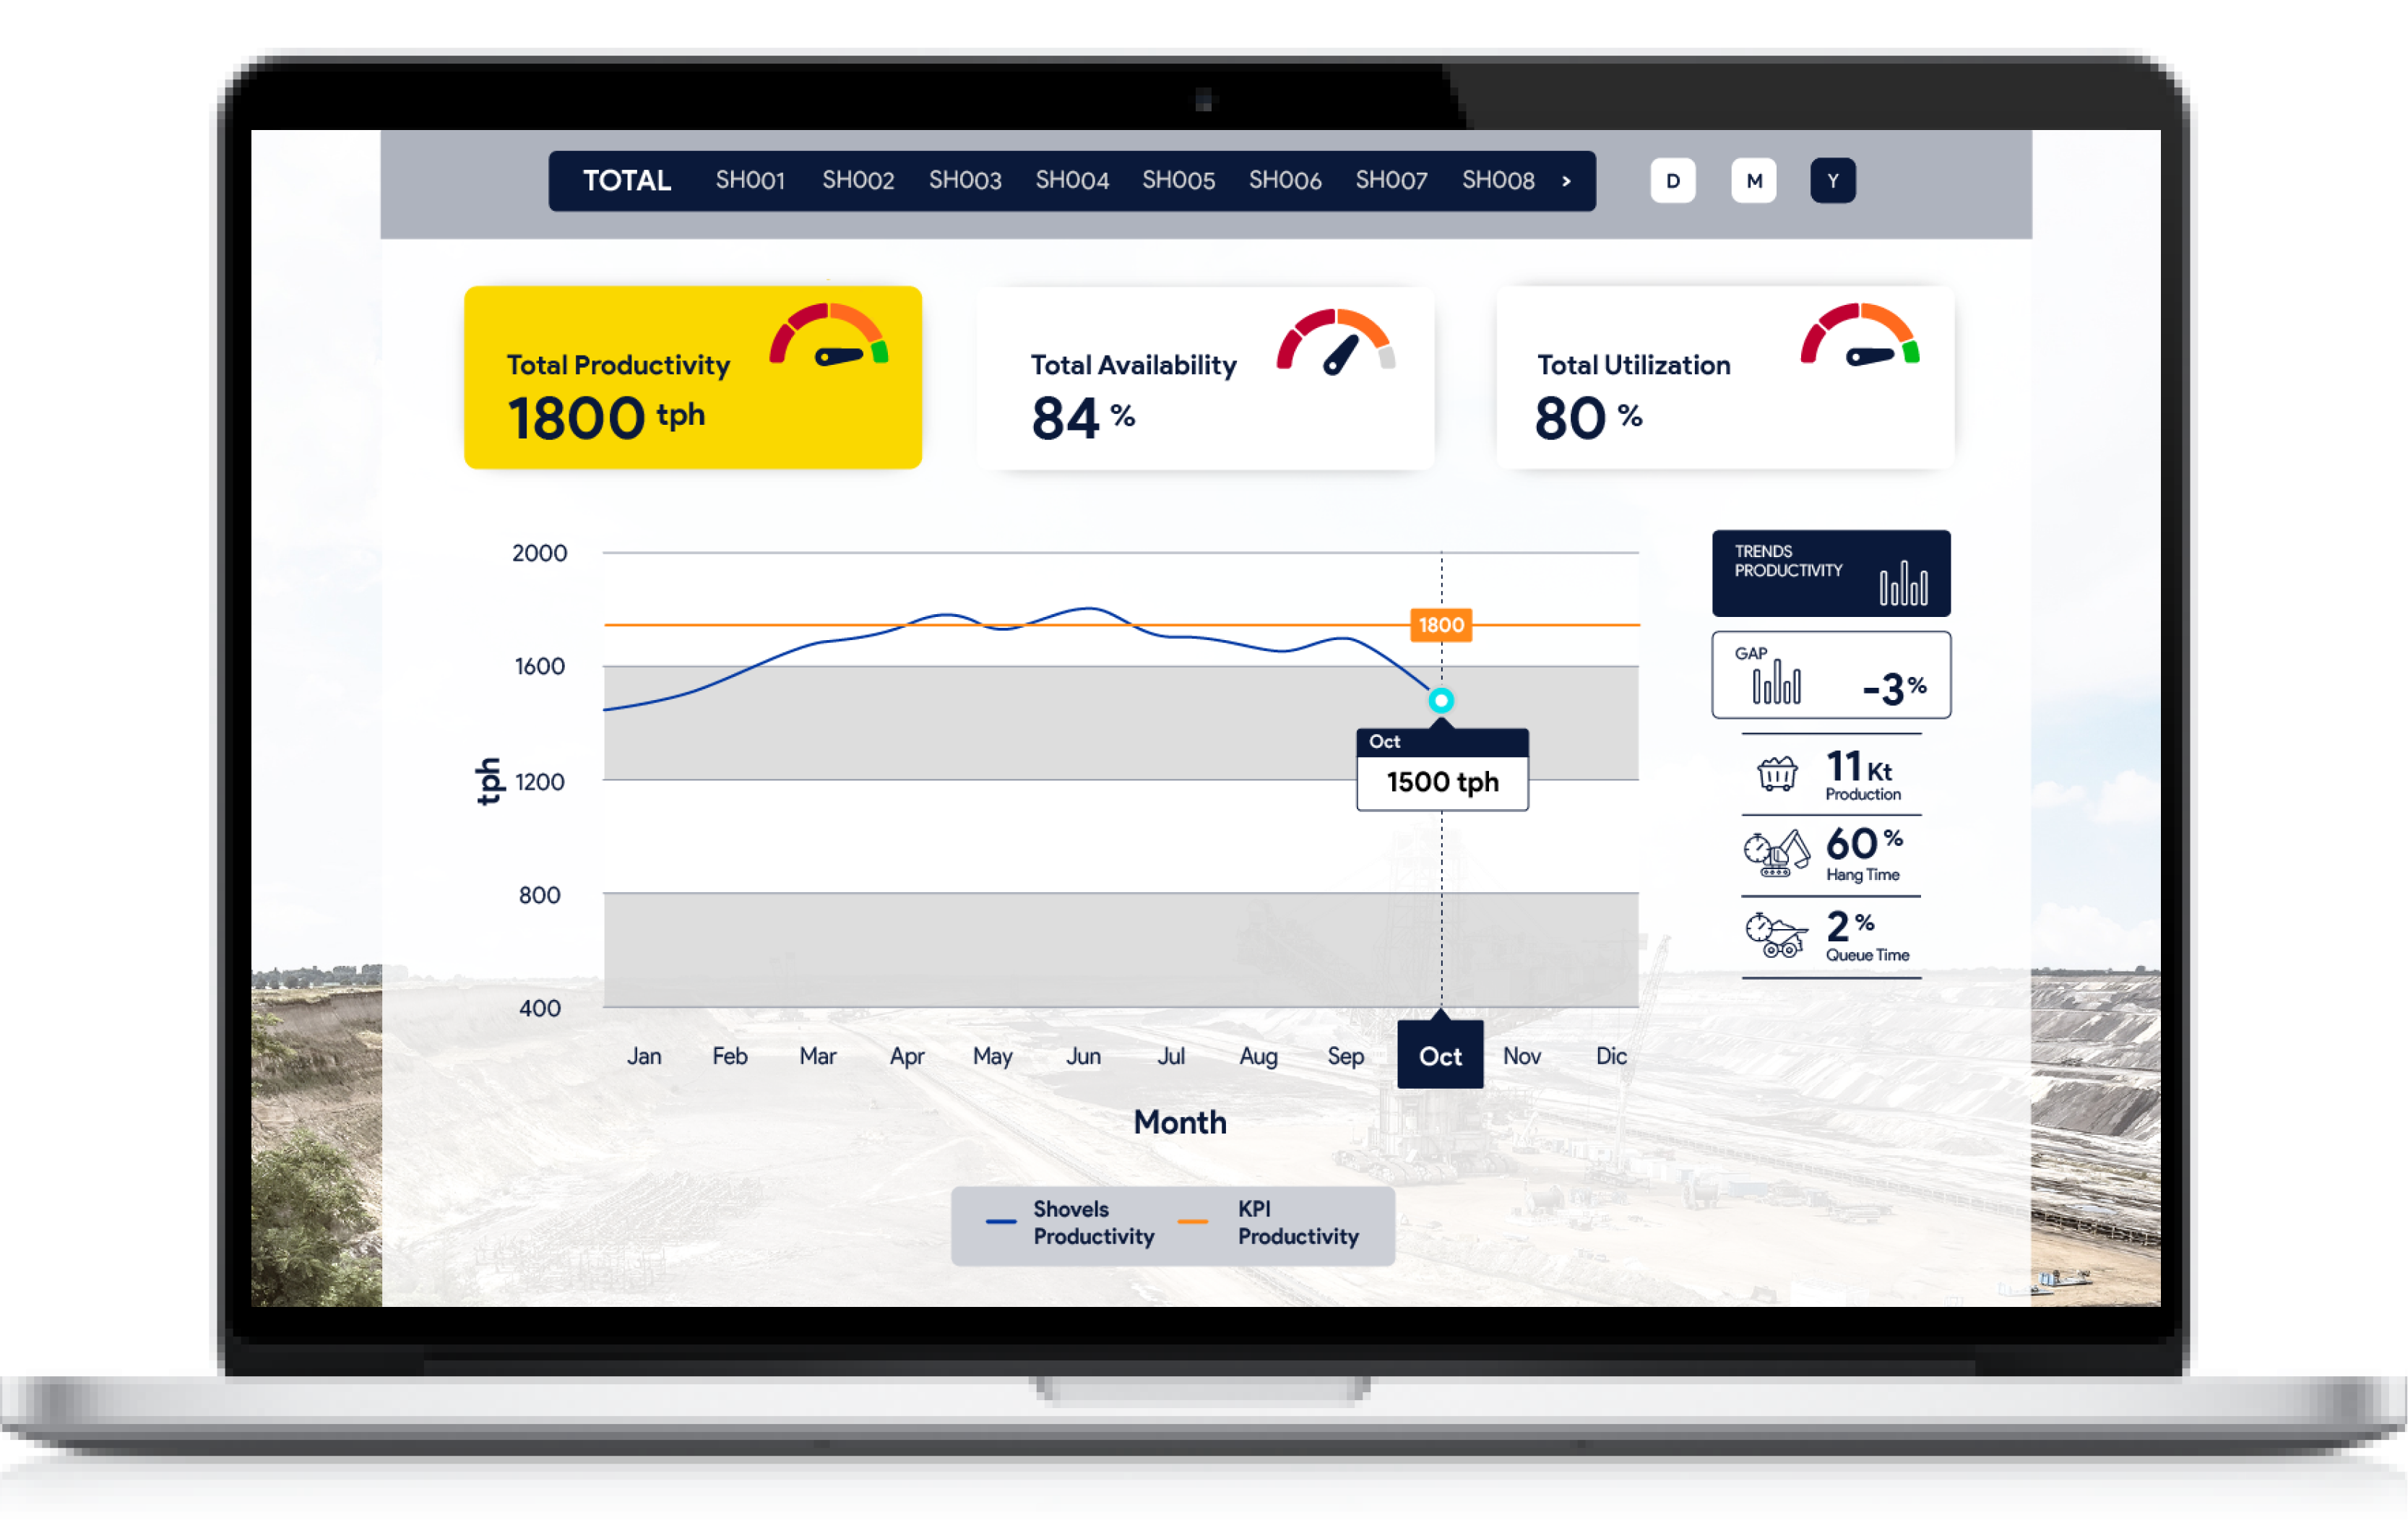 TOTAL SH001 SH002 SH003 SH004 SH005 SH006 SH007 SH008 >
D M Y
Total Productivity
1800 tph
Total Availability
84 %
Total Utilization
80 %
2000
1600
1200
800
400
tph
1800
Oct
1500 tph
Jan Feb Mar Apr May Jun Jul Aug Sep Oct Nov Dic
Month
Shovels
Productivity
KPI
Productivity
TRENDS
PRODUCTIVITY
GAP
-3%
11 Kt
Production
60 %
Hang Time
2 %
Queue Time